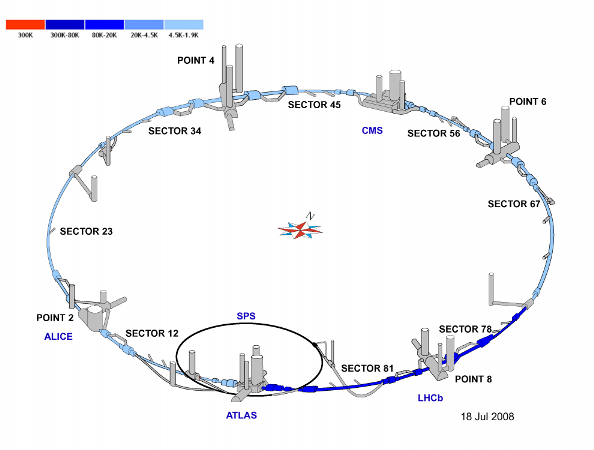 300K 300K-80K 80K-20K 20K-4.5K 4.5K-1.9K
POINT 4
SECTOR 45
SECTOR 34
CMS
SECTOR 56
POINT 6
SECTOR 67
N
SECTOR 23
POINT 2
ALICE
SECTOR 12
SPS
SECTOR 78
SECTOR 81
POINT 8
LHCb
ATLAS
18 Jul 2008